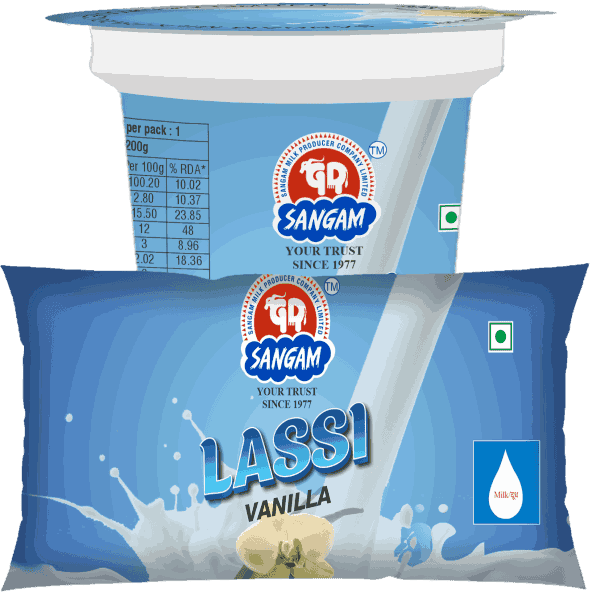 per pack : 1
200g
Per 100g % RDA*
100.20 10.02
2.80 10.37
15.50 23.85
12 48
3 8.96
2.02 18.36
SANGAM MILK PRODUCER COMPANY LIMITED
TM
SANGAM
YOUR TRUST
SINCE 1977
SANGAM MILK PRODUCER COMPANY LIMITED
TM
SANGAM
YOUR TRUST
SINCE 1977
LASSI
VANILLA
Milk दूध